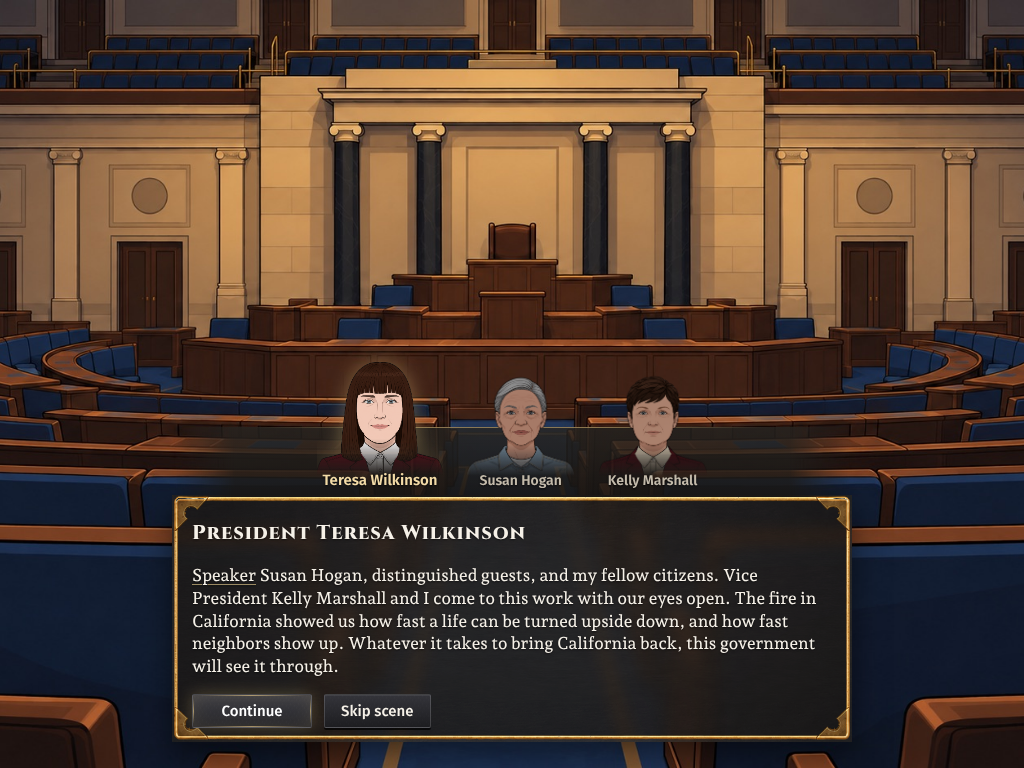 Teresa Wilkinson
Susan Hogan
Kelly Marshall
President Teresa Wilkinson
Speaker Susan Hogan, distinguished guests, and my fellow citizens. Vice
President Kelly Marshall and I come to this work with our eyes open. The fire in
California showed us how fast a life can be turned upside down, and how fast
neighbors show up. Whatever it takes to bring California back, this government
will see it through.
Continue
Skip scene